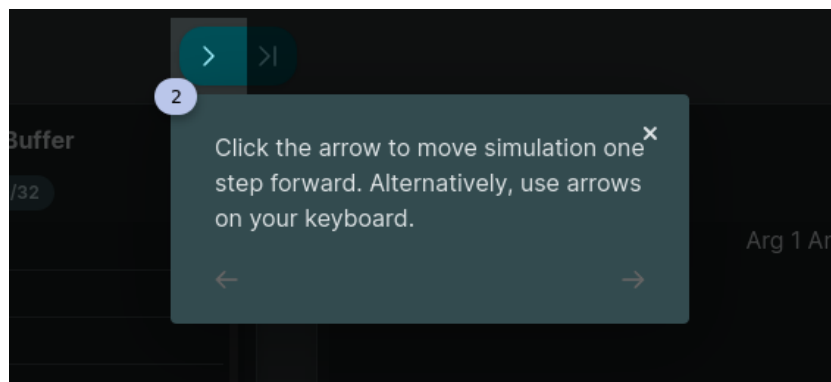 2
Buffer
/32
Click the arrow to move simulation one
step forward. Alternatively, use arrows
on your keyboard.
Arg 1